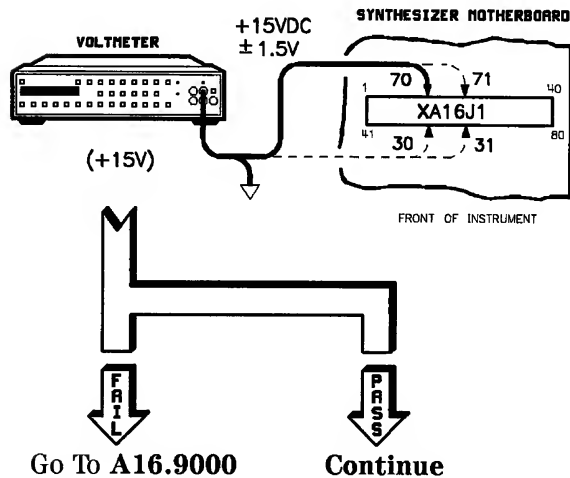 SYNTHESIZER MOTHERBOARD
+15VDC
± 1.5V
VOLTMETER
70
71
1
40
XA16J1
41
80
30
31
(+15V)
FRONT OF INSTRUMENT
FAIL
PASS
Go To A16.9000
Continue